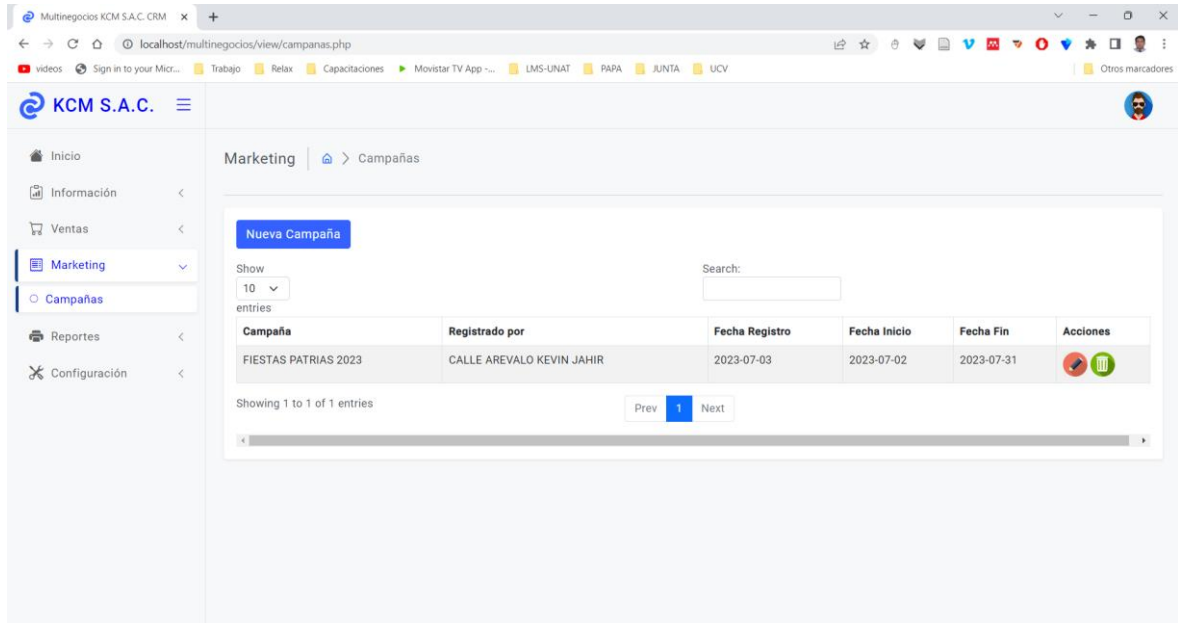 Multinegocios KCM S.A.C. CRM
localhost/multinegocios/view/campanas.php
videos Sign in to your Micr... Trabajo Relax Capacitaciones Movistar TV App -... LMS-UNAT PAPA JUNTA UCV Otros marcadores
KCM S.A.C.
Inicio
Información
Ventas
Marketing
Campañas
Reportes
Configuración
Marketing > Campañas
Nueva Campaña
Show
10
entries
Search:
Campaña Registrado por Fecha Registro Fecha Inicio Fecha Fin Acciones
FIESTAS PATRIAS 2023 CALLE AREVALO KEVIN JAHIR 2023-07-03 2023-07-02 2023-07-31
Showing 1 to 1 of 1 entries
Prev 1 Next